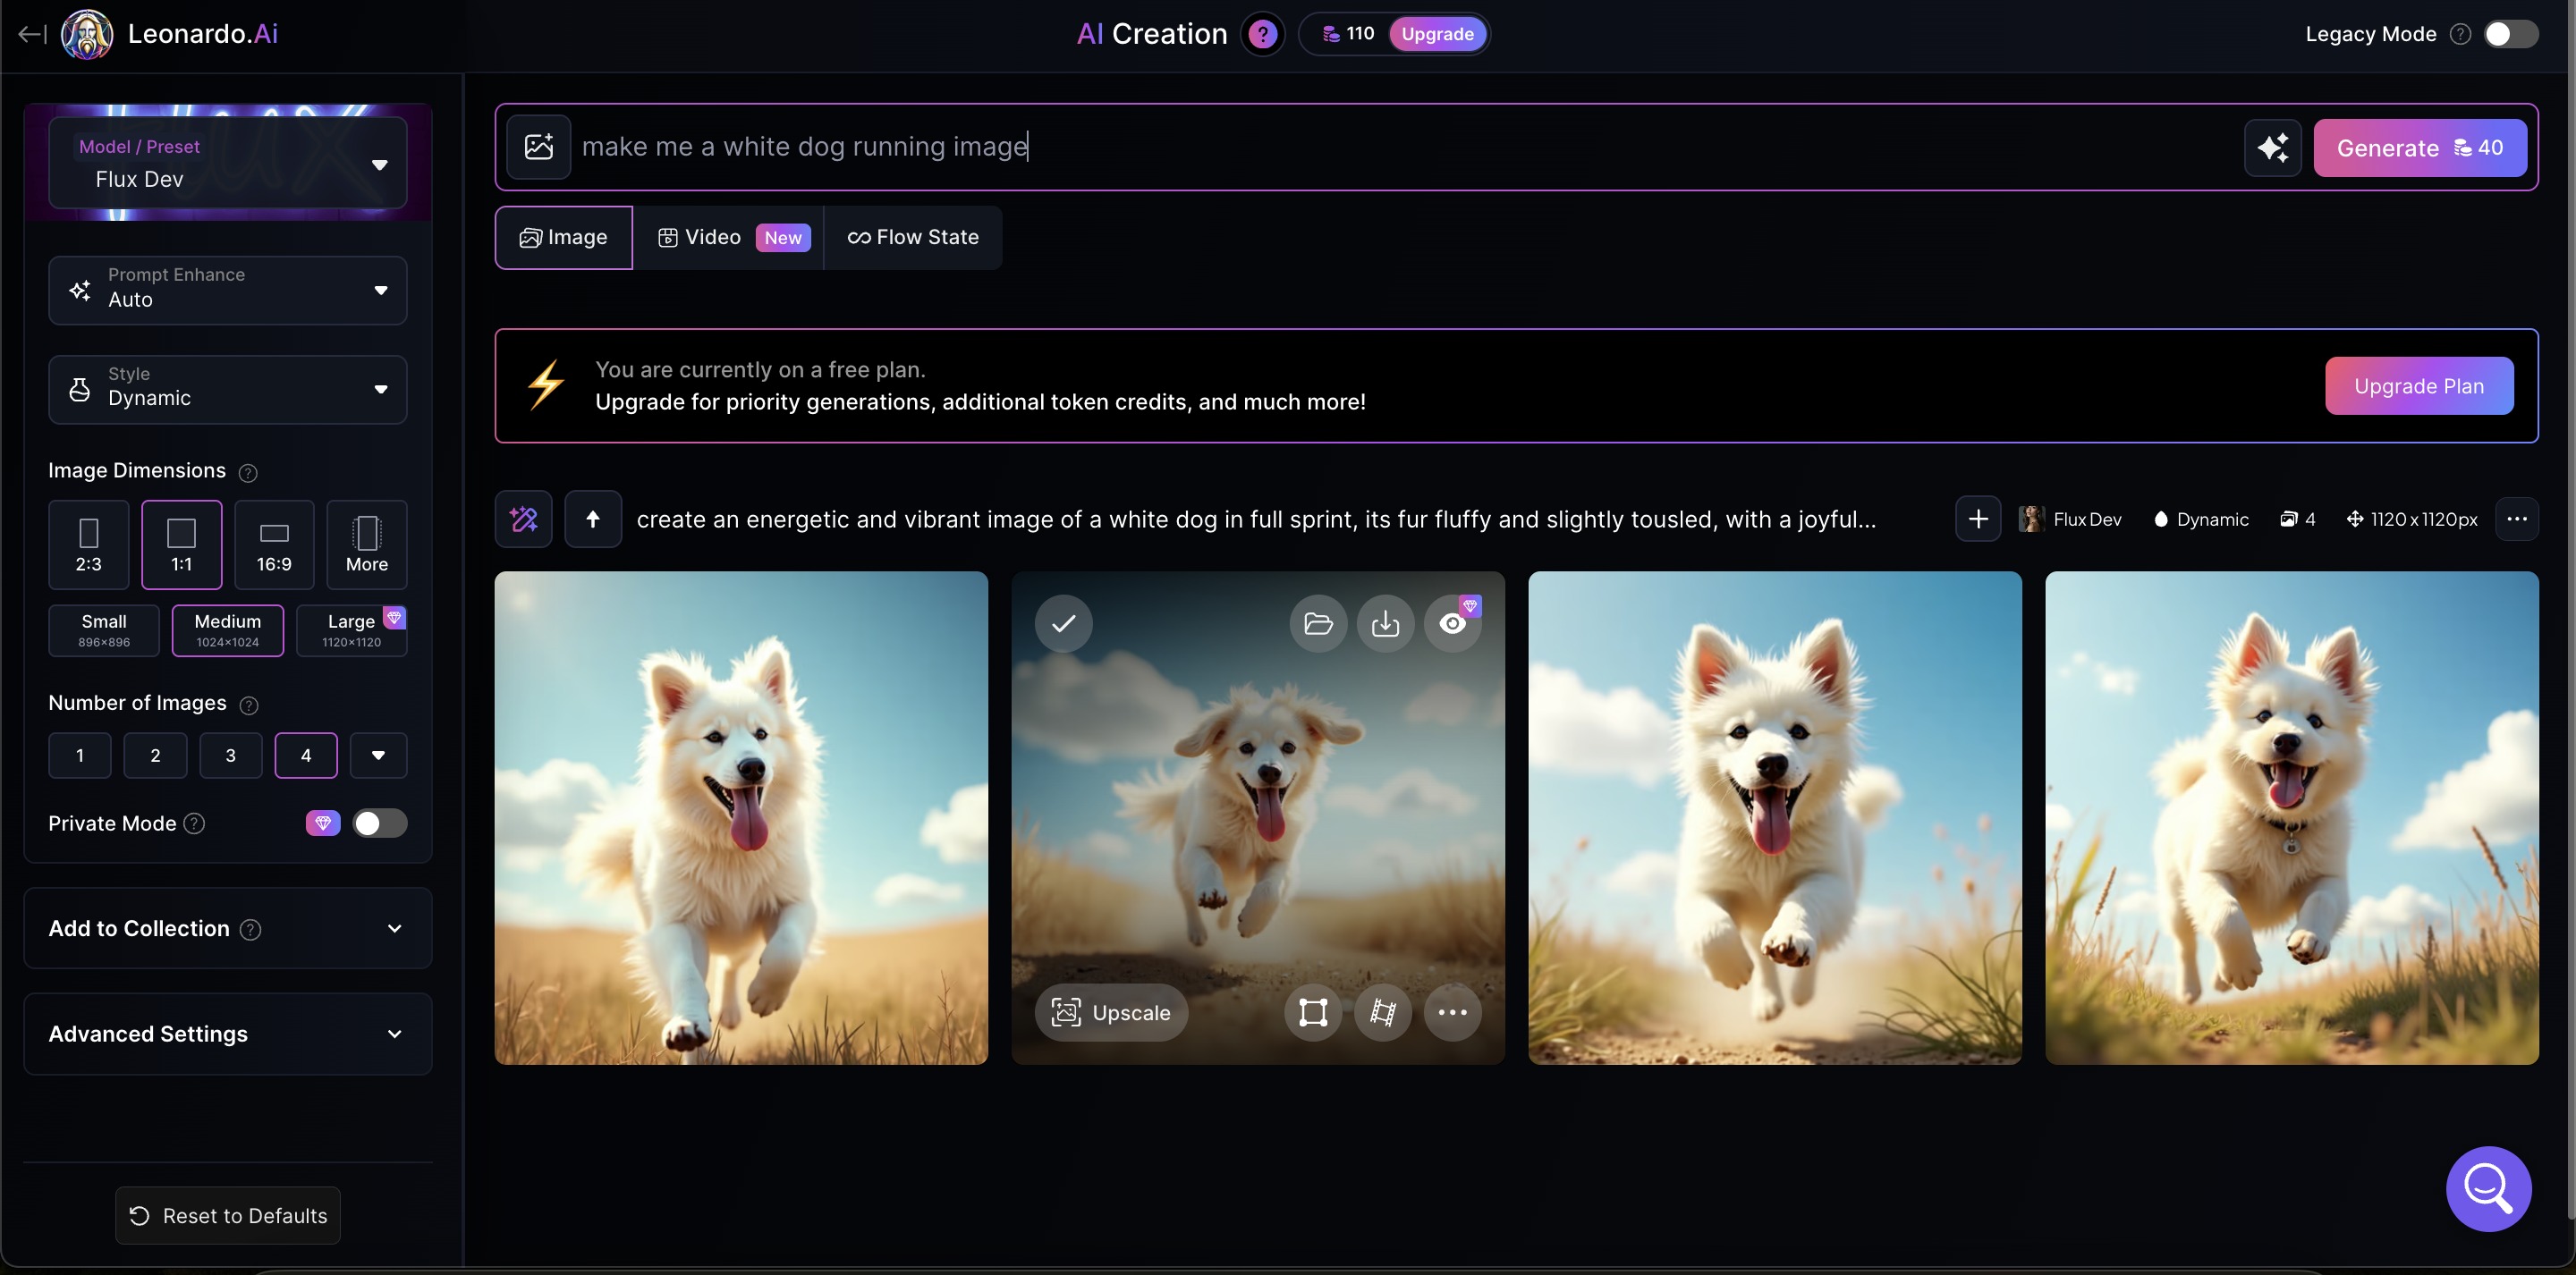 Leonardo.Ai
AI Creation
?
110
Upgrade
Legacy Mode ?
Model / Preset
Flux Dev
Prompt Enhance
Auto
Style
Dynamic
Image Dimensions ?
2:3
1:1
16:9
More
Small
896×896
Medium
1024×1024
Large
1120×1120
Number of Images ?
1
2
3
4
Private Mode ?
Add to Collection ?
Advanced Settings
Reset to Defaults
make me a white dog running image
Generate 40
Image
Video New
Flow State
You are currently on a free plan.
Upgrade for priority generations, additional token credits, and much more!
Upgrade Plan
create an energetic and vibrant image of a white dog in full sprint, its fur fluffy and slightly tousled, with a joyful...
Flux Dev
Dynamic
4
1120 x 1120px
Upscale